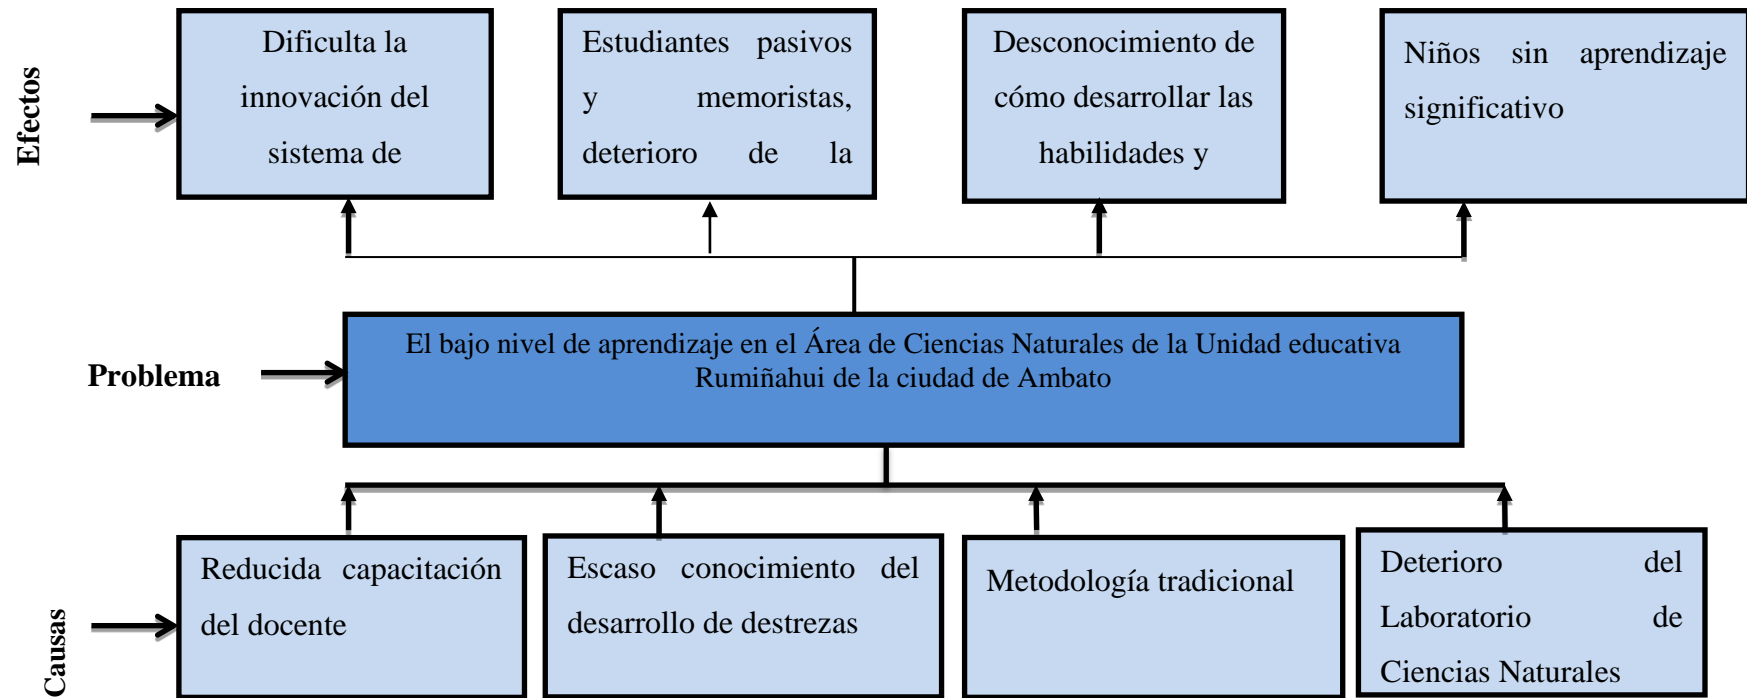 Efectos
Dificulta la
innovación del
sistema de
Estudiantes pasivos
y memoristas,
deterioro de la
Desconocimiento de
cómo desarrollar las
habilidades y
Niños sin aprendizaje
significativo
Problema
El bajo nivel de aprendizaje en el Área de Ciencias Naturales de la Unidad educativa
Rumiñahui de la ciudad de Ambato
Causas
Reducida capacitación
del docente
Escaso conocimiento del
desarrollo de destrezas
Metodología tradicional
Deterioro del
Laboratorio de
Ciencias Naturales